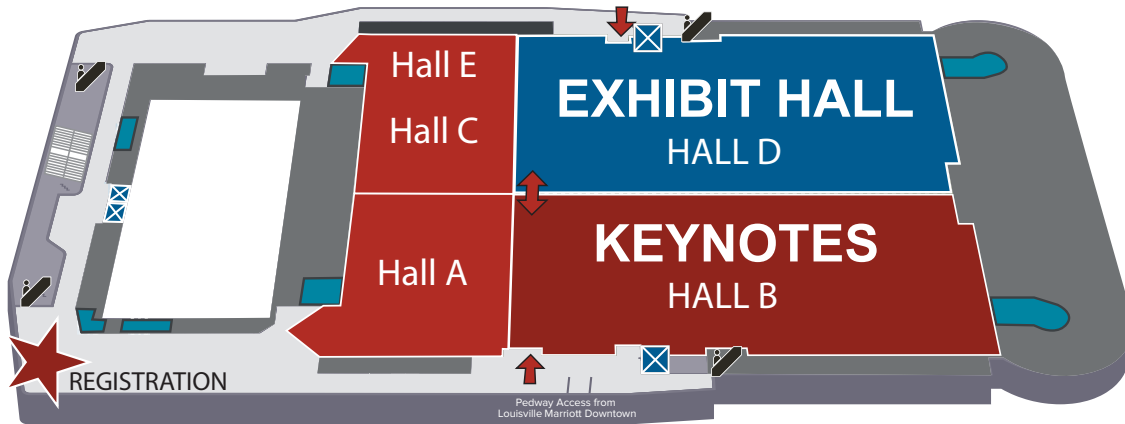 Hall E
Hall C
EXHIBIT HALL
HALL D
Hall A
KEYNOTES
HALL B
REGISTRATION
Pedway Access from
Louisville Marriott Downtown